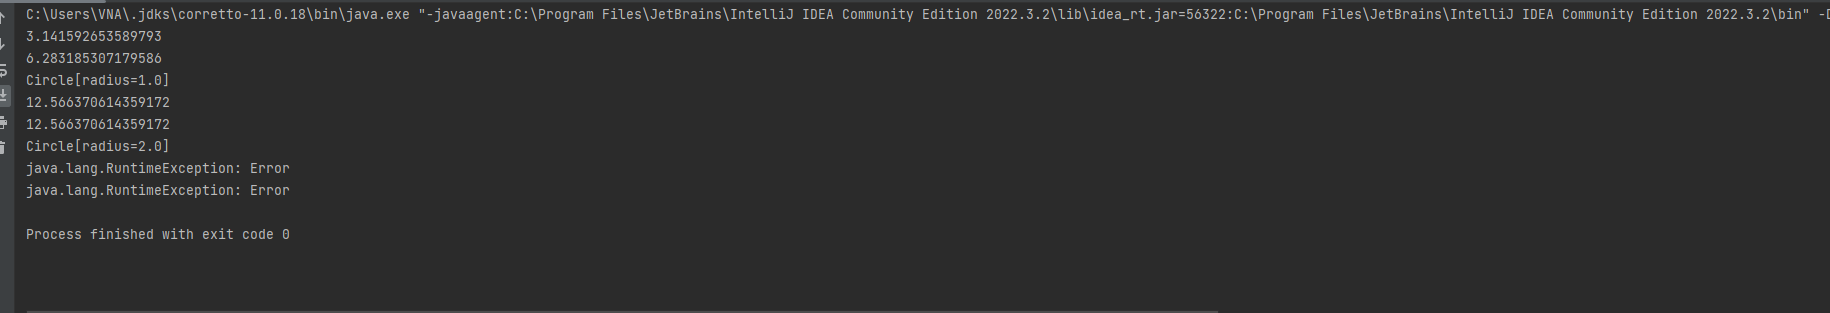 C:\Users\VNA\.jdks\corretto-11.0.18\bin\java.exe "-javaagent:C:\Program Files\JetBrains\IntelliJ IDEA Community Edition 2022.3.2\lib\idea_rt.jar=56322:C:\Program Files\JetBrains\IntelliJ IDEA Community Edition 2022.3.2\bin" -D
3.141592653589793
6.283185307179586
Circle[radius=1.0]
12.566370614359172
12.566370614359172
Circle[radius=2.0]
java.lang.RuntimeException: Error
java.lang.RuntimeException: Error
Process finished with exit code 0